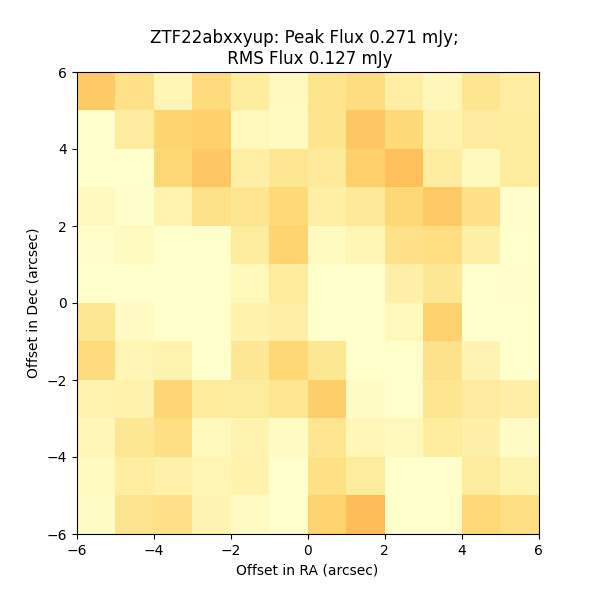 ZTF22abxxyup: Peak Flux 0.271 mJy;
RMS Flux 0.127 mJy
6
4
2
0
−2
−4
−6
Offset in Dec (arcsec)
−6 −4 −2 0 2 4 6
Offset in RA (arcsec)